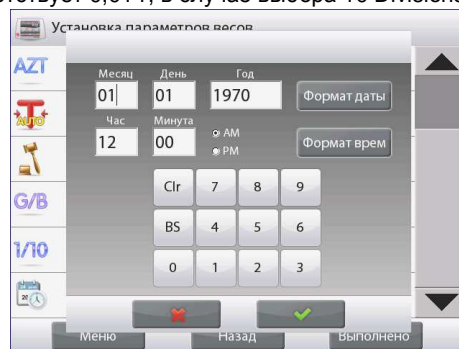 Установка параметров весов
AZT
Месяц День Год
01 01 1970 Формат даты
AUTO
Час Минута
12 00 AM Формат врем
PM
G/B
Clr 7 8 9
BS 4 5 6
1/10
0 1 2 3
Меню Назад Выполнено